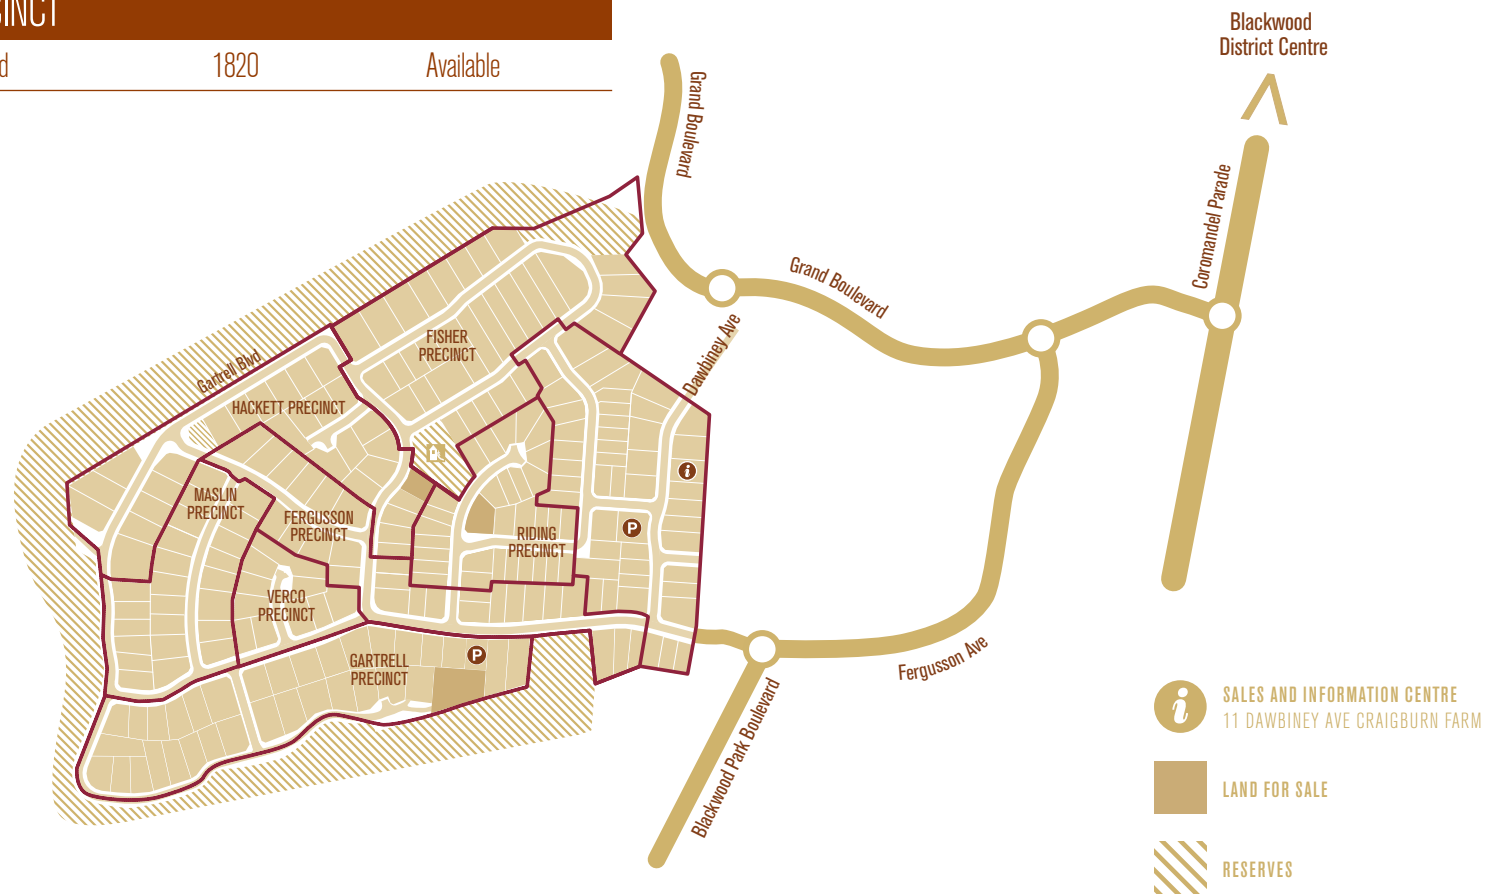 1820
Available
Blackwood
District Centre
Grand Boulevard
Coromandel Parade
Grand Boulevard
Dawbiney Ave
FISHER
PRECINCT
Gartrell Blvd
HACKETT PRECINCT
MASLIN
PRECINCT
FERGUSSON
PRECINCT
RIDING
PRECINCT
i
P
VERCO
PRECINCT
GARTRELL
PRECINCT
P
Fergusson Ave
Blackwood Park Boulevard
i
SALES AND INFORMATION CENTRE
11 DAWBINEY AVE CRAIGBURN FARM
LAND FOR SALE
RESERVES